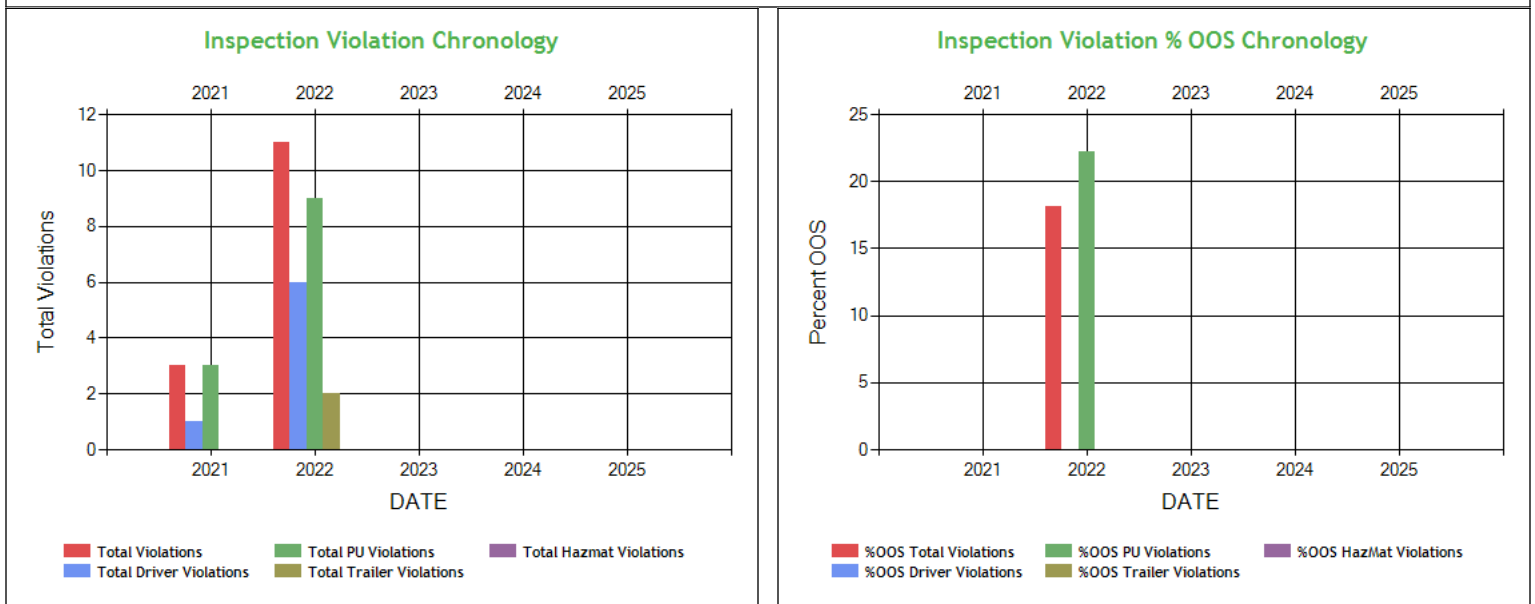 Inspection Violation Chronology
2021 2022 2023 2024 2025
12
10
8
6
4
2
0
Total Violations
2021 2022 2023 2024 2025
DATE
Total Violations Total PU Violations Total Hazmat Violations
Total Driver Violations Total Trailer Violations
Inspection Violation % OOS Chronology
2021 2022 2023 2024 2025
25
20
15
10
5
0
Percent OOS
2021 2022 2023 2024 2025
DATE
%OOS Total Violations %OOS PU Violations %OOS HazMat Violations
%OOS Driver Violations %OOS Trailer Violations